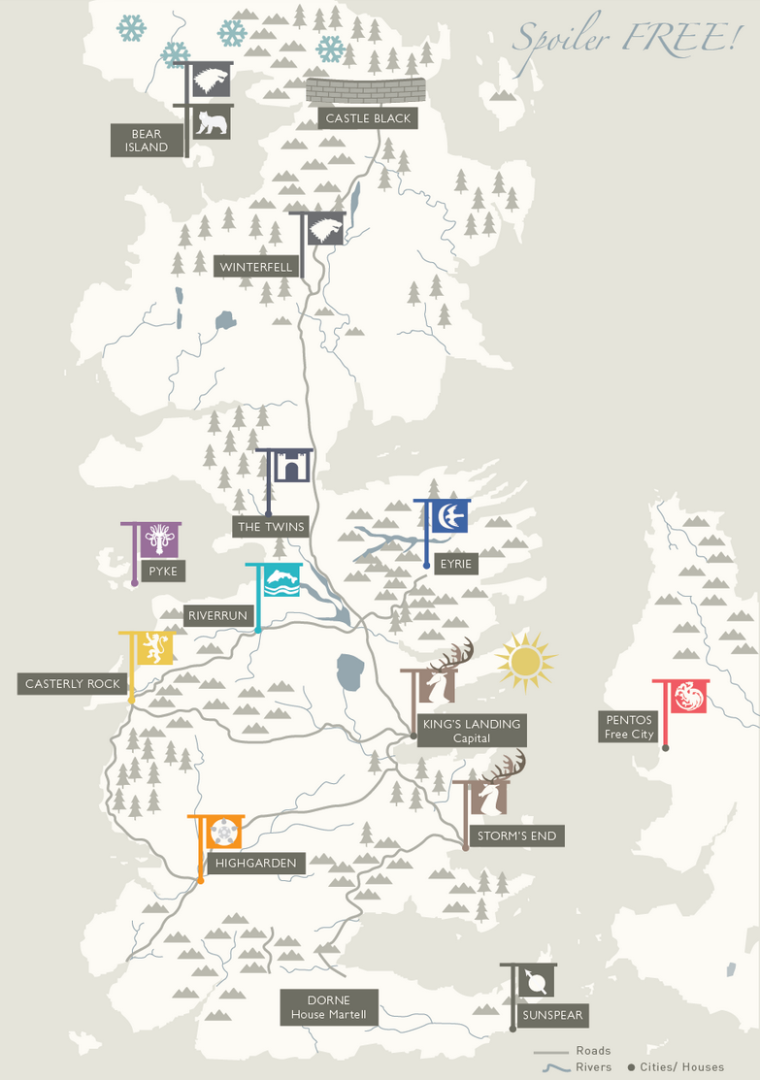 Spoiler FREE!
CASTLE BLACK
BEAR
ISLAND
WINTERFELL
THE TWINS
PYKE
EYRIE
RIVERRUN
CASTERLY ROCK
KING'S LANDING
Capital
PENTOS
Free City
STORM'S END
HIGHGARDEN
DORNE
House Martell
SUNSPEAR
Roads
Rivers
Cities/ Houses